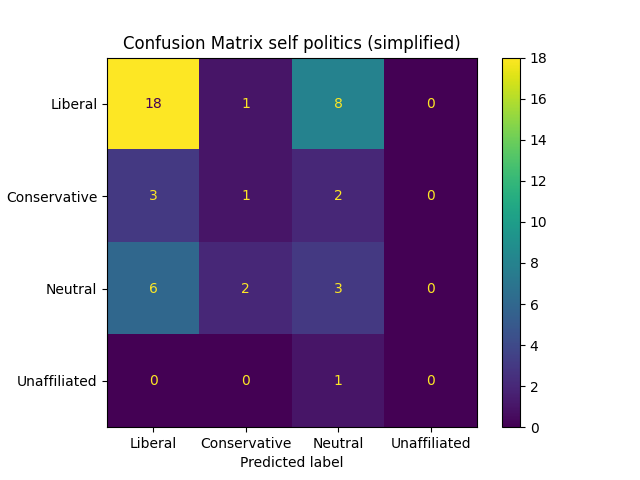 Confusion Matrix self politics (simplified)
Liberal 18 1 8 0
Conservative 3 1 2 0
Neutral 6 2 3 0
Unaffiliated 0 0 1 0
Liberal Conservative Neutral Unaffiliated
Predicted label
18
16
14
12
10
8
6
4
2
0